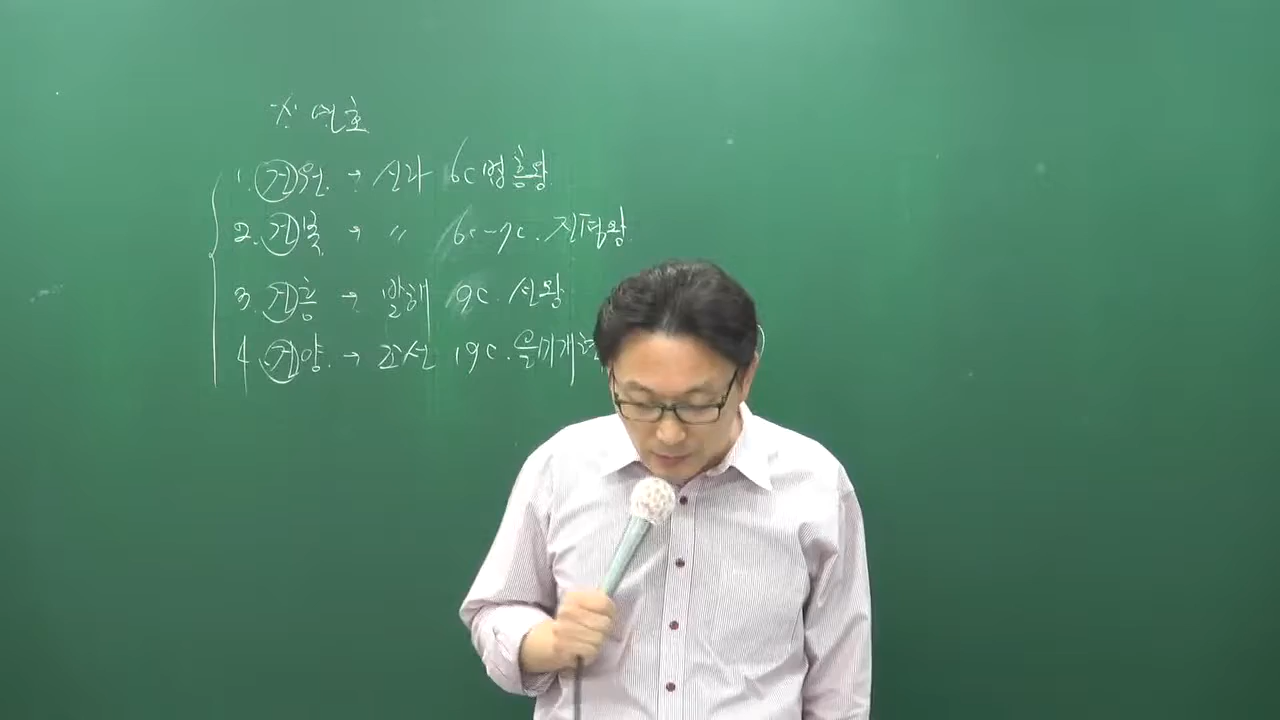 ※ 연호
1. 건원 → 신라 6C 법흥왕
2. 건복 → 〃 6C-7C. 진평왕
3. 건흥 → 발해 9C. 선왕
4 건양. → 조선 19C. 을미개혁